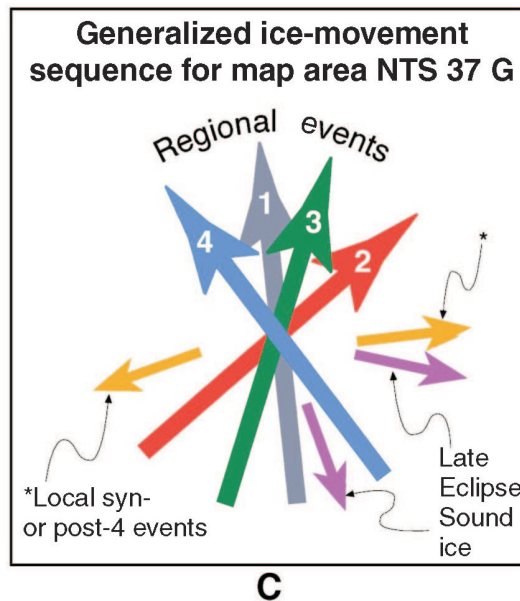 Generalized ice-movement
sequence for map area NTS 37 G
Regional events
4
1
3
2
*
*Local syn-
or post-4 events
Late
Eclipse
Sound
ice
C